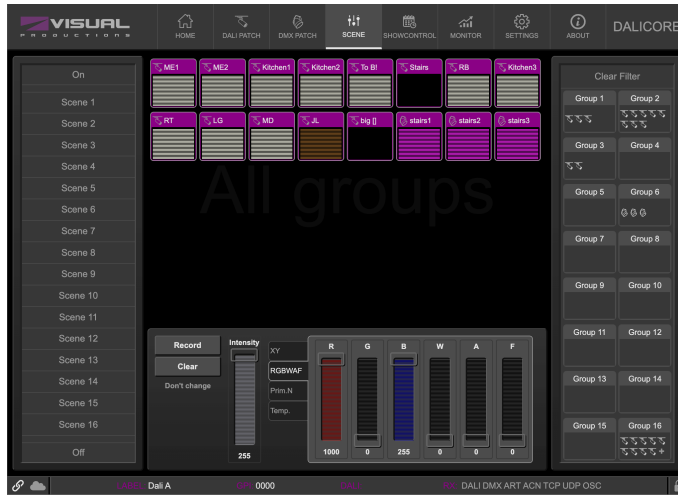 VISUAL
PRODUCTIONS
HOME
DALI PATCH
DMX PATCH
SCENE
SHOWCONTROL
MONITOR
SETTINGS
ABOUT
DALICORE
On
Scene 1
Scene 2
Scene 3
Scene 4
Scene 5
Scene 6
Scene 7
Scene 8
Scene 9
Scene 10
Scene 11
Scene 12
Scene 13
Scene 14
Scene 15
Scene 16
Off
ME1
ME2
Kitchen1
Kitchen2
To B!
Stairs
RB
Kitchen3
RT
LG
MD
JL
big []
stairs1
stairs2
stairs3
All groups
Record
Clear
Don't change
Intensity
255
XY
RGBWAF
Prim.N
Temp.
R G B W A F
1000 0 255 0 0 0
Clear Filter
Group 1 Group 2
Group 3 Group 4
Group 5 Group 6
Group 7 Group 8
Group 9 Group 10
Group 11 Group 12
Group 13 Group 14
Group 15 Group 16
+
Dali A
0000
DALI DMX ART ACN TCP UDP OSC